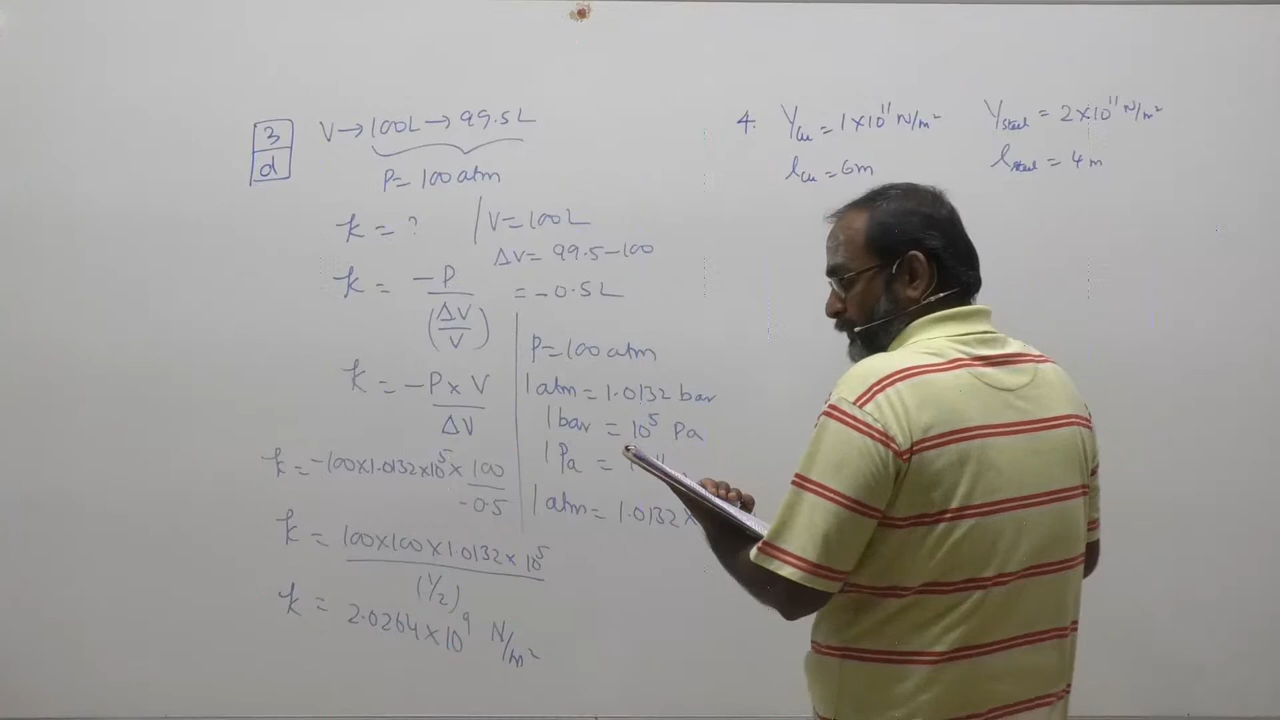 3
d
V → 100L → 99.5L
P = 100 atm
k = ?
V = 100L
ΔV = 99.5 - 100
= -0.5L
k = -P / (ΔV/V)
k = -P x V / ΔV
k = -100 x 1.0132 x 10⁵ x 100 / -0.5
k = 100 x 100 x 1.0132 x 10⁵ / (1/2)
k = 2.0264 x 10⁹ N/m²
P = 100 atm
1 atm = 1.0132 bar
1 bar = 10⁵ Pa
1 Pa =
1 atm = 1.0132 x
4. Y_Cu = 1 x 10¹¹ N/m² Y_Steel = 2 x 10¹¹ N/m²
l_Cu = 6m l_Steel = 4m